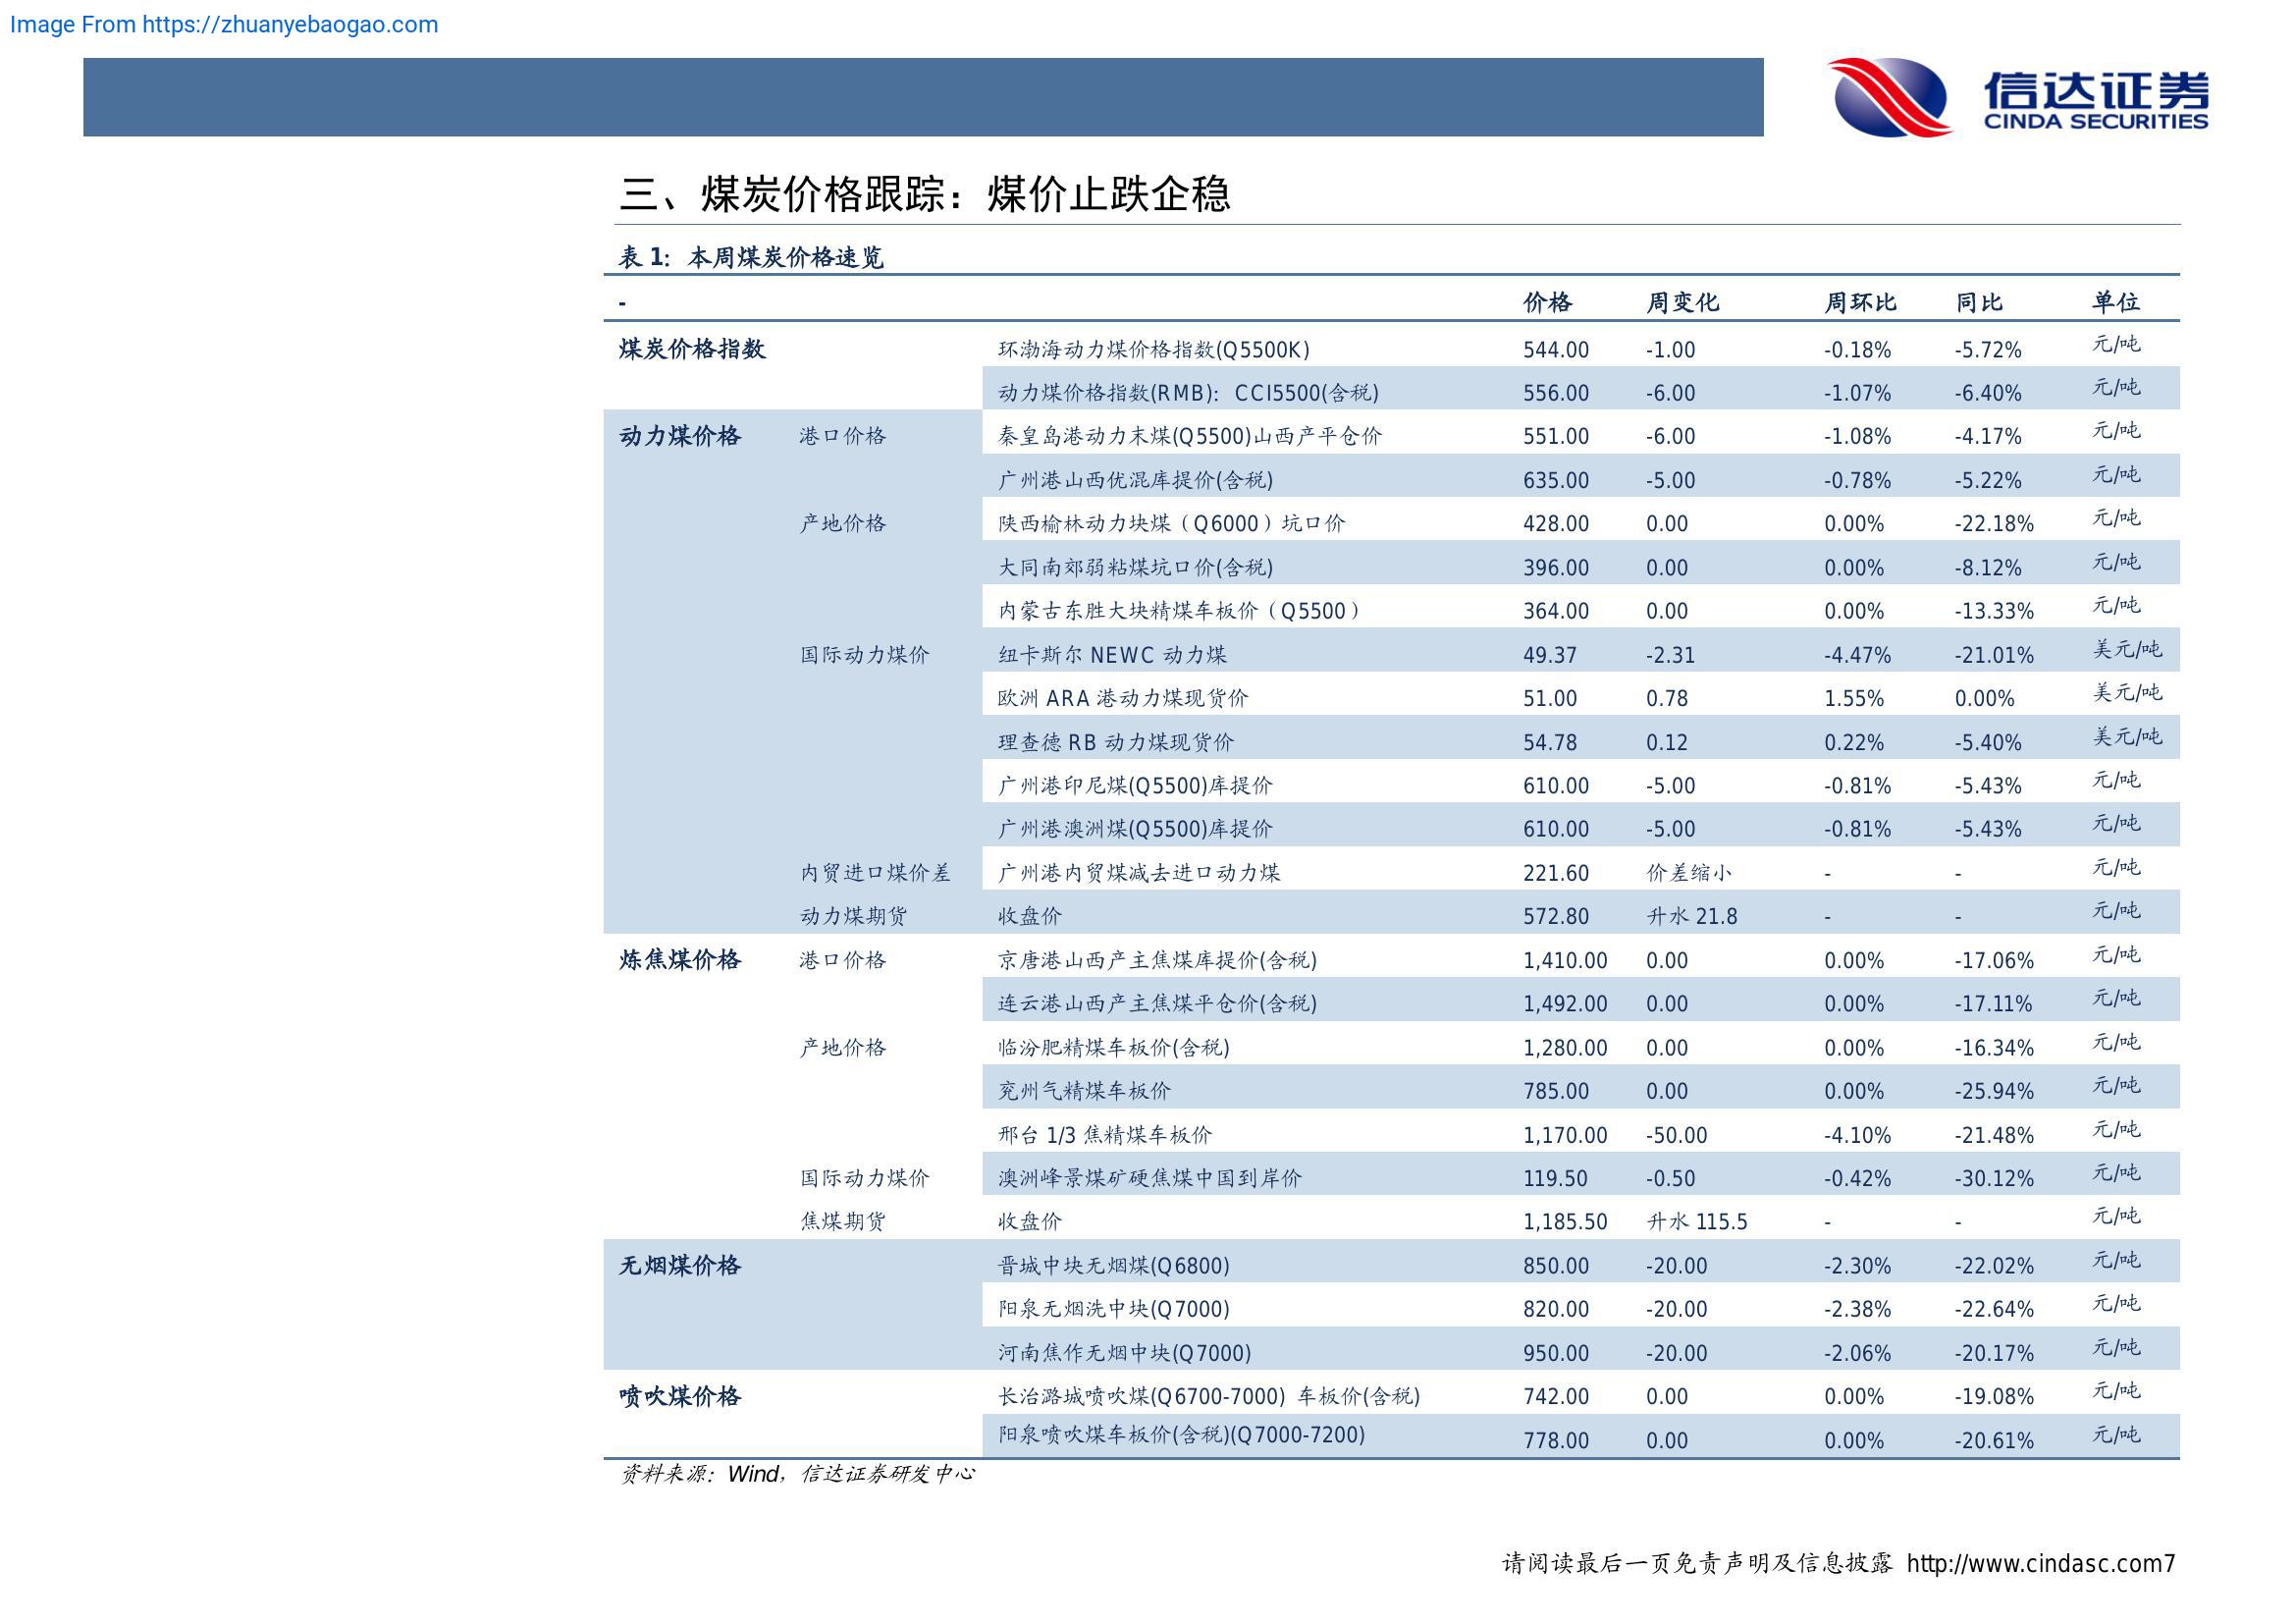 Image From https://zhuanyebaogao.com
信达证券
CINDA SECURITIES
三、煤炭价格跟踪：煤价止跌企稳
表 1：本周煤炭价格速览
- 价格 周变化 周环比 同比 单位
煤炭价格指数 环渤海动力煤价格指数(Q5500K) 544.00 -1.00 -0.18% -5.72% 元/吨
动力煤价格指数(RMB)：CCI5500(含税) 556.00 -6.00 -1.07% -6.40% 元/吨
动力煤价格 港口价格 秦皇岛港动力末煤(Q5500)山西产平仓价 551.00 -6.00 -1.08% -4.17% 元/吨
广州港山西优混库提价(含税) 635.00 -5.00 -0.78% -5.22% 元/吨
产地价格 陕西榆林动力块煤（Q6000）坑口价 428.00 0.00 0.00% -22.18% 元/吨
大同南郊弱粘煤坑口价(含税) 396.00 0.00 0.00% -8.12% 元/吨
内蒙古东胜大块精煤车板价（Q5500） 364.00 0.00 0.00% -13.33% 元/吨
国际动力煤价 纽卡斯尔 NEWC 动力煤 49.37 -2.31 -4.47% -21.01% 美元/吨
欧洲 ARA 港动力煤现货价 51.00 0.78 1.55% 0.00% 美元/吨
理查德 RB 动力煤现货价 54.78 0.12 0.22% -5.40% 美元/吨
广州港印尼煤(Q5500)库提价 610.00 -5.00 -0.81% -5.43% 元/吨
广州港澳洲煤(Q5500)库提价 610.00 -5.00 -0.81% -5.43% 元/吨
内贸进口煤价差 广州港内贸煤减去进口动力煤 221.60 价差缩小 - - 元/吨
动力煤期货 收盘价 572.80 升水 21.8 - - 元/吨
炼焦煤价格 港口价格 京唐港山西产主焦煤库提价(含税) 1,410.00 0.00 0.00% -17.06% 元/吨
连云港山西产主焦煤平仓价(含税) 1,492.00 0.00 0.00% -17.11% 元/吨
产地价格 临汾肥精煤车板价(含税) 1,280.00 0.00 0.00% -16.34% 元/吨
兖州气精煤车板价 785.00 0.00 0.00% -25.94% 元/吨
邢台 1/3 焦精煤车板价 1,170.00 -50.00 -4.10% -21.48% 元/吨
国际动力煤价 澳洲峰景煤矿硬焦煤中国到岸价 119.50 -0.50 -0.42% -30.12% 元/吨
焦煤期货 收盘价 1,185.50 升水 115.5 - - 元/吨
无烟煤价格 晋城中块无烟煤(Q6800) 850.00 -20.00 -2.30% -22.02% 元/吨
阳泉无烟洗中块(Q7000) 820.00 -20.00 -2.38% -22.64% 元/吨
河南焦作无烟中块(Q7000) 950.00 -20.00 -2.06% -20.17% 元/吨
喷吹煤价格 长治潞城喷吹煤(Q6700-7000) 车板价(含税) 742.00 0.00 0.00% -19.08% 元/吨
阳泉喷吹煤车板价(含税)(Q7000-7200) 778.00 0.00 0.00% -20.61% 元/吨
资料来源：Wind，信达证券研发中心
请阅读最后一页免责声明及信息披露 http://www.cindasc.com7